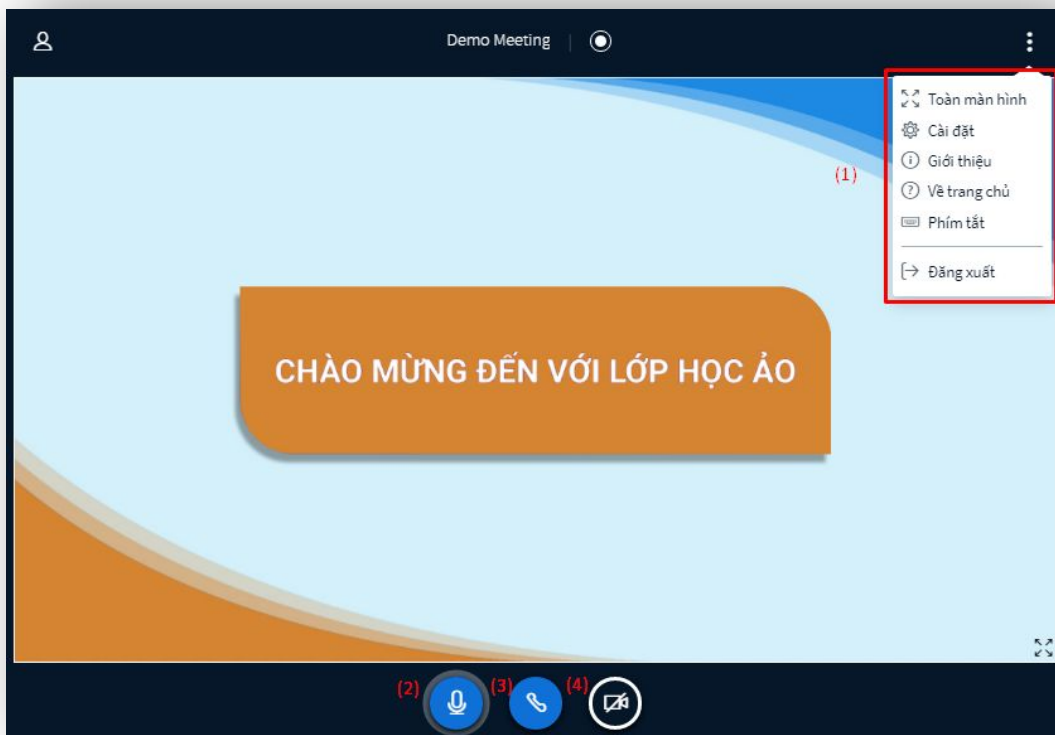 Demo Meeting
Toàn màn hình
Cài đặt
(1)
Giới thiệu
Về trang chủ
Phím tắt
Đăng xuất
CHÀO MỪNG ĐẾN VỚI LỚP HỌC ẢO
(2)
(3)
(4)